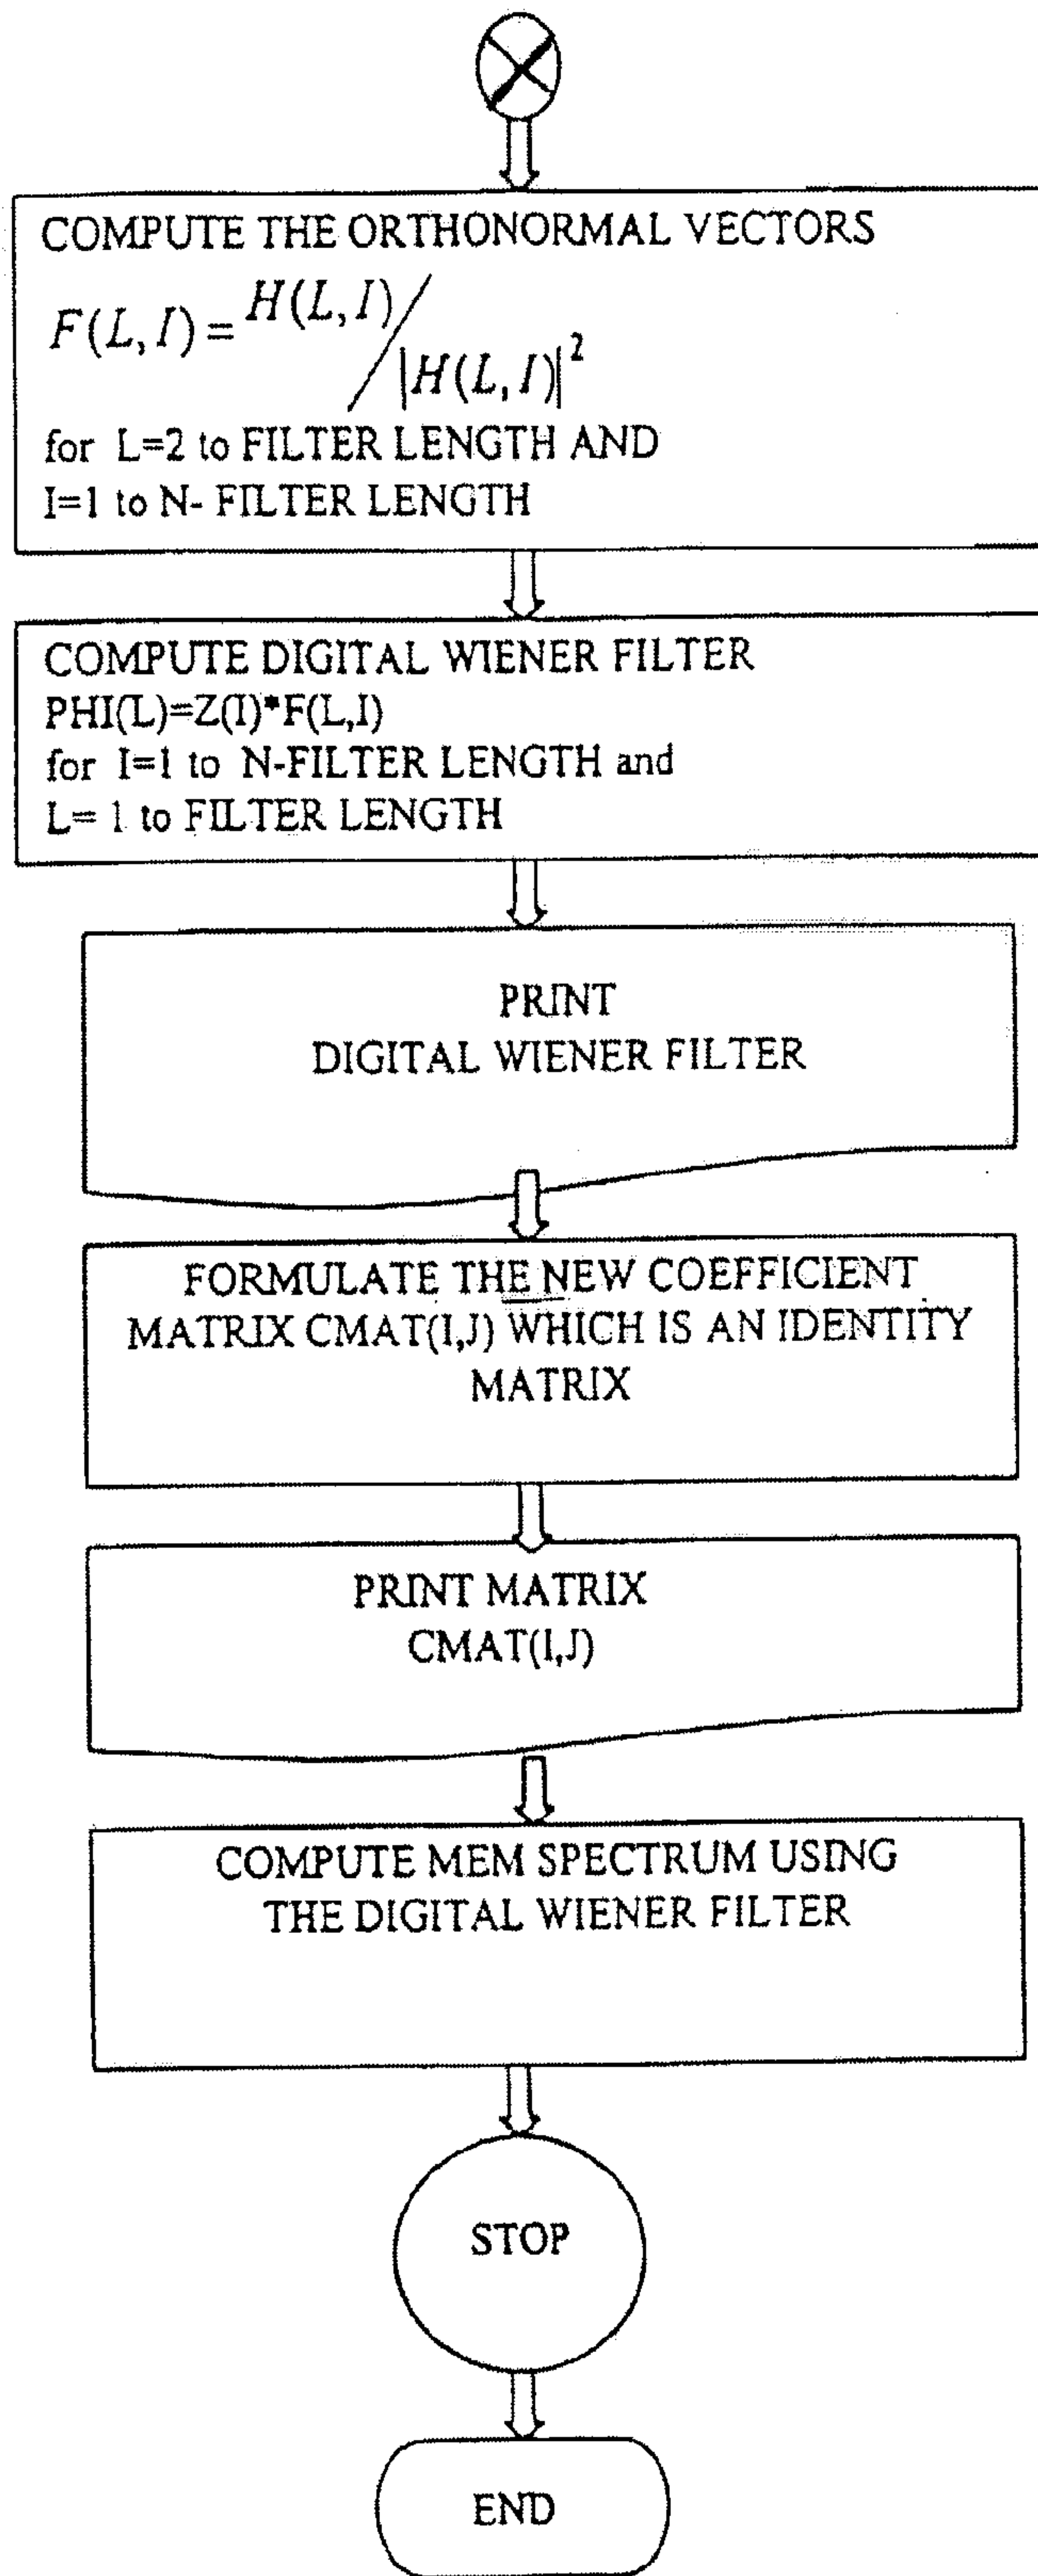 COMPUTE THE ORTHONORMAL VECTORS
F(L,I) = H(L,I) / |H(L,I)|²
for L=2 to FILTER LENGTH AND
I=1 to N- FILTER LENGTH
COMPUTE DIGITAL WIENER FILTER
PHI(L)=Z(I)*F(L,I)
for I=1 to N-FILTER LENGTH and
L= 1 to FILTER LENGTH
PRINT
DIGITAL WIENER FILTER
FORMULATE THE NEW COEFFICIENT
MATRIX CMAT(I,J) WHICH IS AN IDENTITY
MATRIX
PRINT MATRIX
CMAT(I,J)
COMPUTE MEM SPECTRUM USING
THE DIGITAL WIENER FILTER
STOP
END